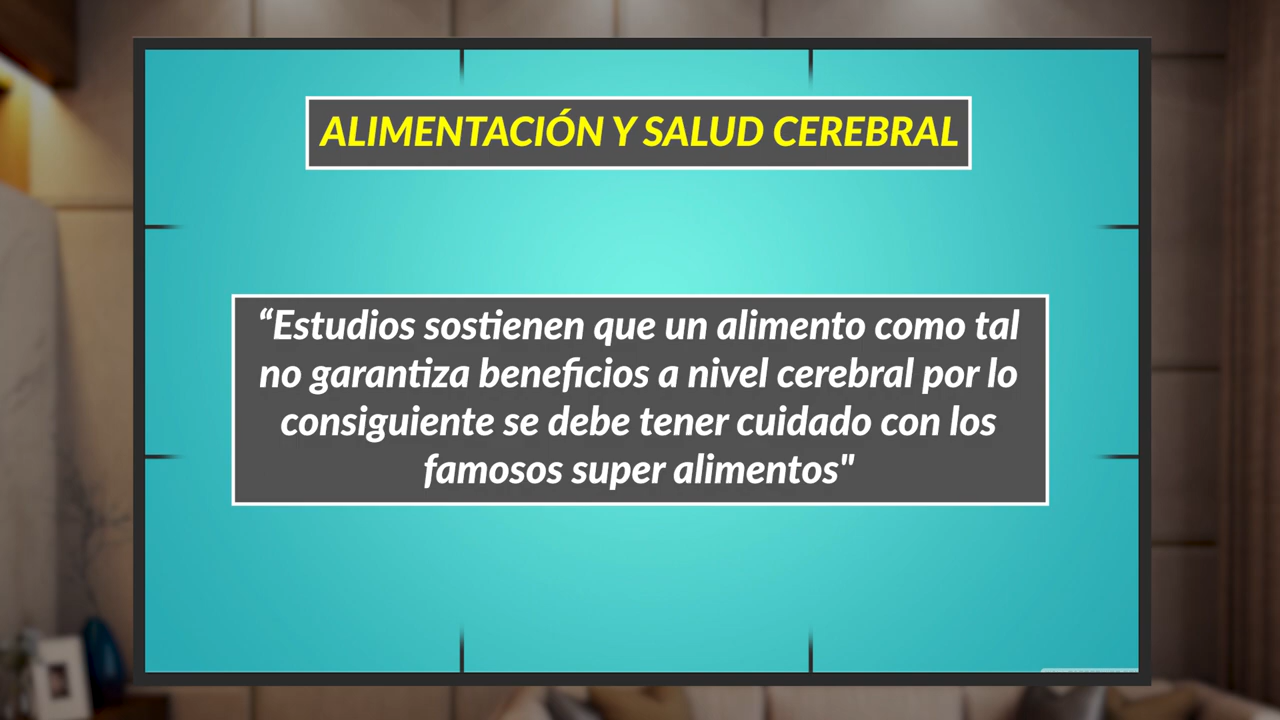 ALIMENTACIÓN Y SALUD CEREBRAL
“Estudios sostienen que un alimento como tal
no garantiza beneficios a nivel cerebral por lo
consiguiente se debe tener cuidado con los
famosos super alimentos"